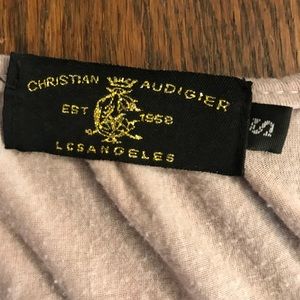 CHRISTIAN AUDIGIER
EST 1958
LOS ANGELES
S